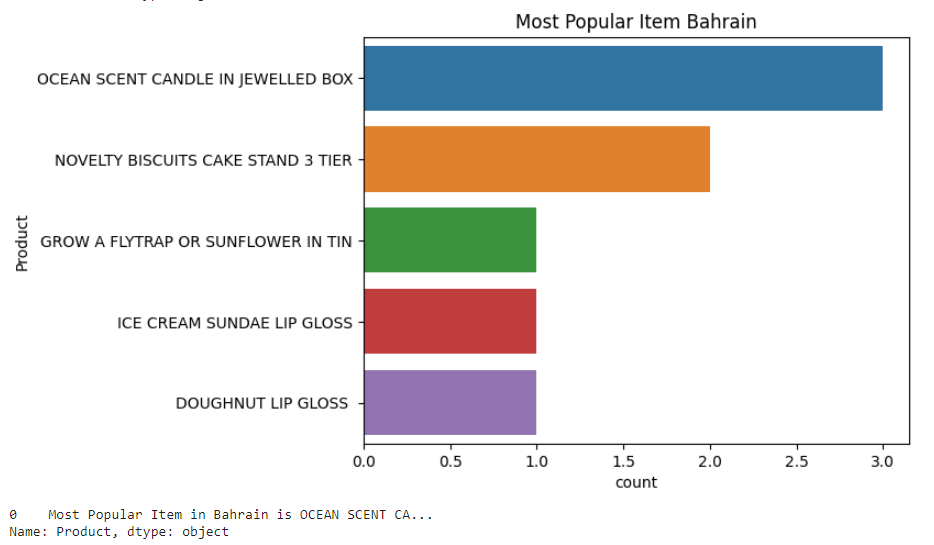 Most Popular Item Bahrain
OCEAN SCENT CANDLE IN JEWELLED BOX
NOVELTY BISCUITS CAKE STAND 3 TIER
GROW A FLYTRAP OR SUNFLOWER IN TIN
ICE CREAM SUNDAE LIP GLOSS
DOUGHNUT LIP GLOSS
Product
0.0 0.5 1.0 1.5 2.0 2.5 3.0
count
0 Most Popular Item in Bahrain is OCEAN SCENT CA...
Name: Product, dtype: object